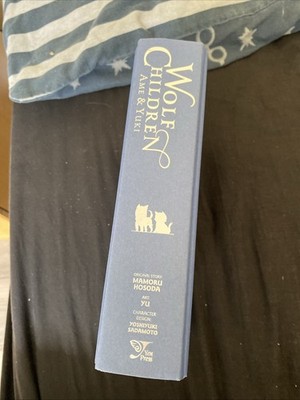 WOLF
CHILDREN
AME & YUKI
ORIGINAL STORY
MAMORU
HOSODA
ART
YU
CHARACTER
DESIGN
YOSHIYUKI
SADAMOTO
Yen
Press